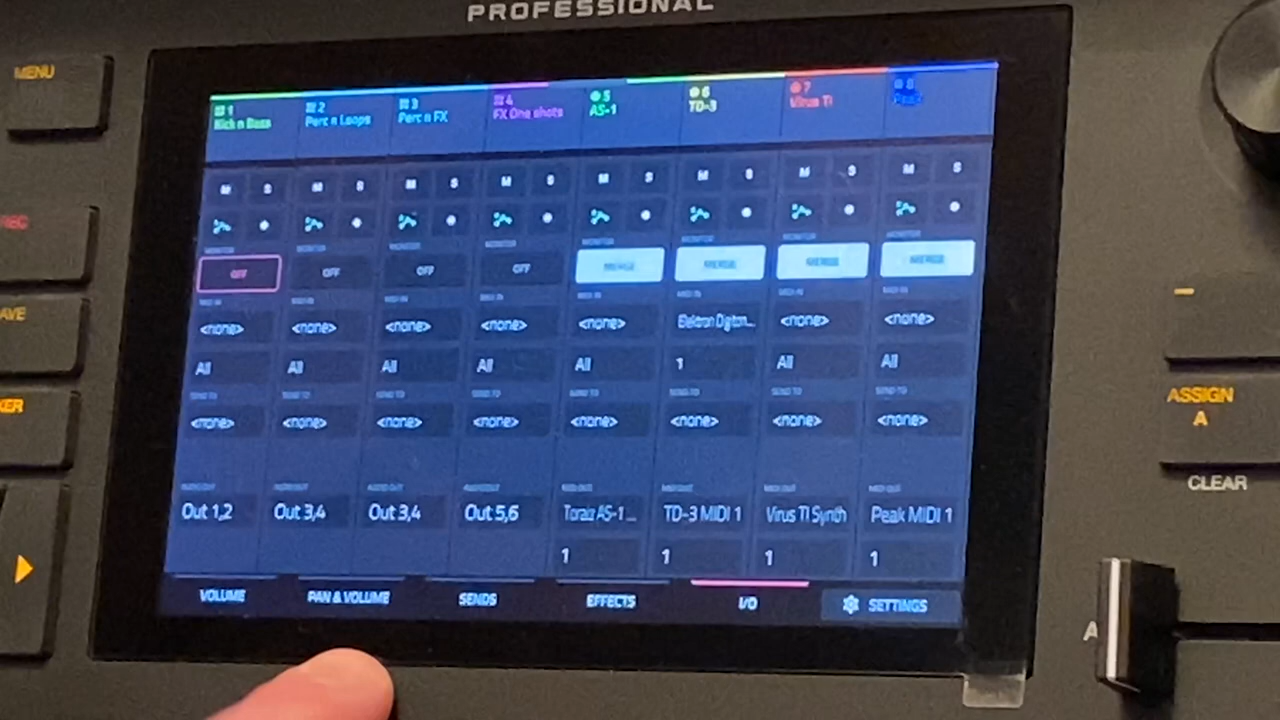 PROFESSIONAL
MENU
1 2 3 4 5 6 7 8
Kick n Bass Perc n Loops Perc n FX FX One shots AS-1 TD-3 Virus TI Peak
M S M S M S M S M S M S M S M S
MONITOR MONITOR MONITOR MONITOR MONITOR MONITOR MONITOR MONITOR
OFF OFF OFF OFF MERGE MERGE MERGE MERGE
MIDI IN MIDI IN MIDI IN MIDI IN MIDI IN MIDI IN MIDI IN MIDI IN
<none> <none> <none> <none> <none> Elektron Digiton... <none> <none>
All All All All All 1 All All
SEND TO SEND TO SEND TO SEND TO SEND TO SEND TO SEND TO SEND TO
<none> <none> <none> <none> <none> <none> <none> <none>
AUDIO OUT AUDIO OUT AUDIO OUT AUDIO OUT MIDI OUT MIDI OUT MIDI OUT MIDI OUT
Out 1,2 Out 3,4 Out 3,4 Out 5,6 Toraiz AS-1 ... TD-3 MIDI 1 Virus TI Synth Peak MIDI 1
1 1 1 1
VOLUME PAN & VOLUME SENDS EFFECTS I/O SETTINGS
REC
AVE
ASSIGN
A
CLEAR
A